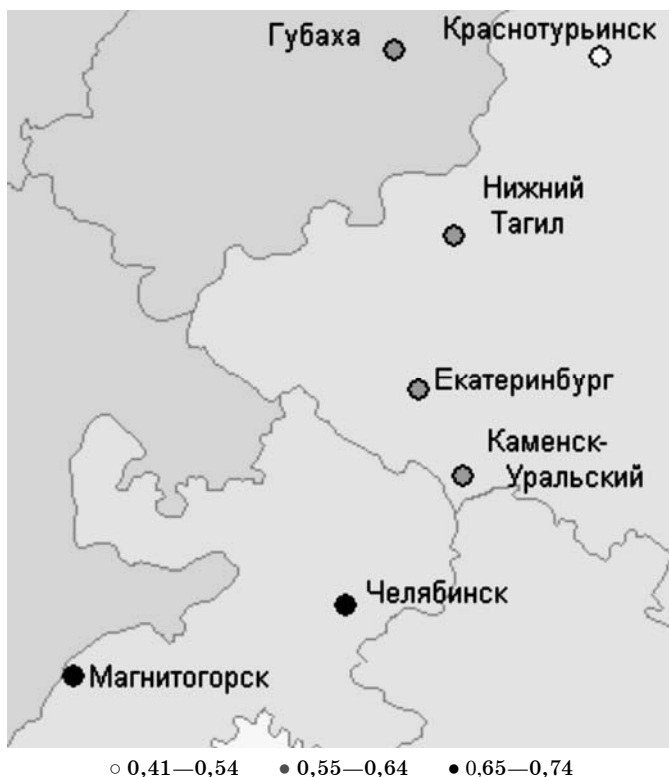 Губаха
Краснотурьинск
Нижний
Тагил
Екатеринбург
Каменск-
Уральский
Челябинск
Магнитогорск
○ 0,41—0,54 ● 0,55—0,64 ● 0,65—0,74